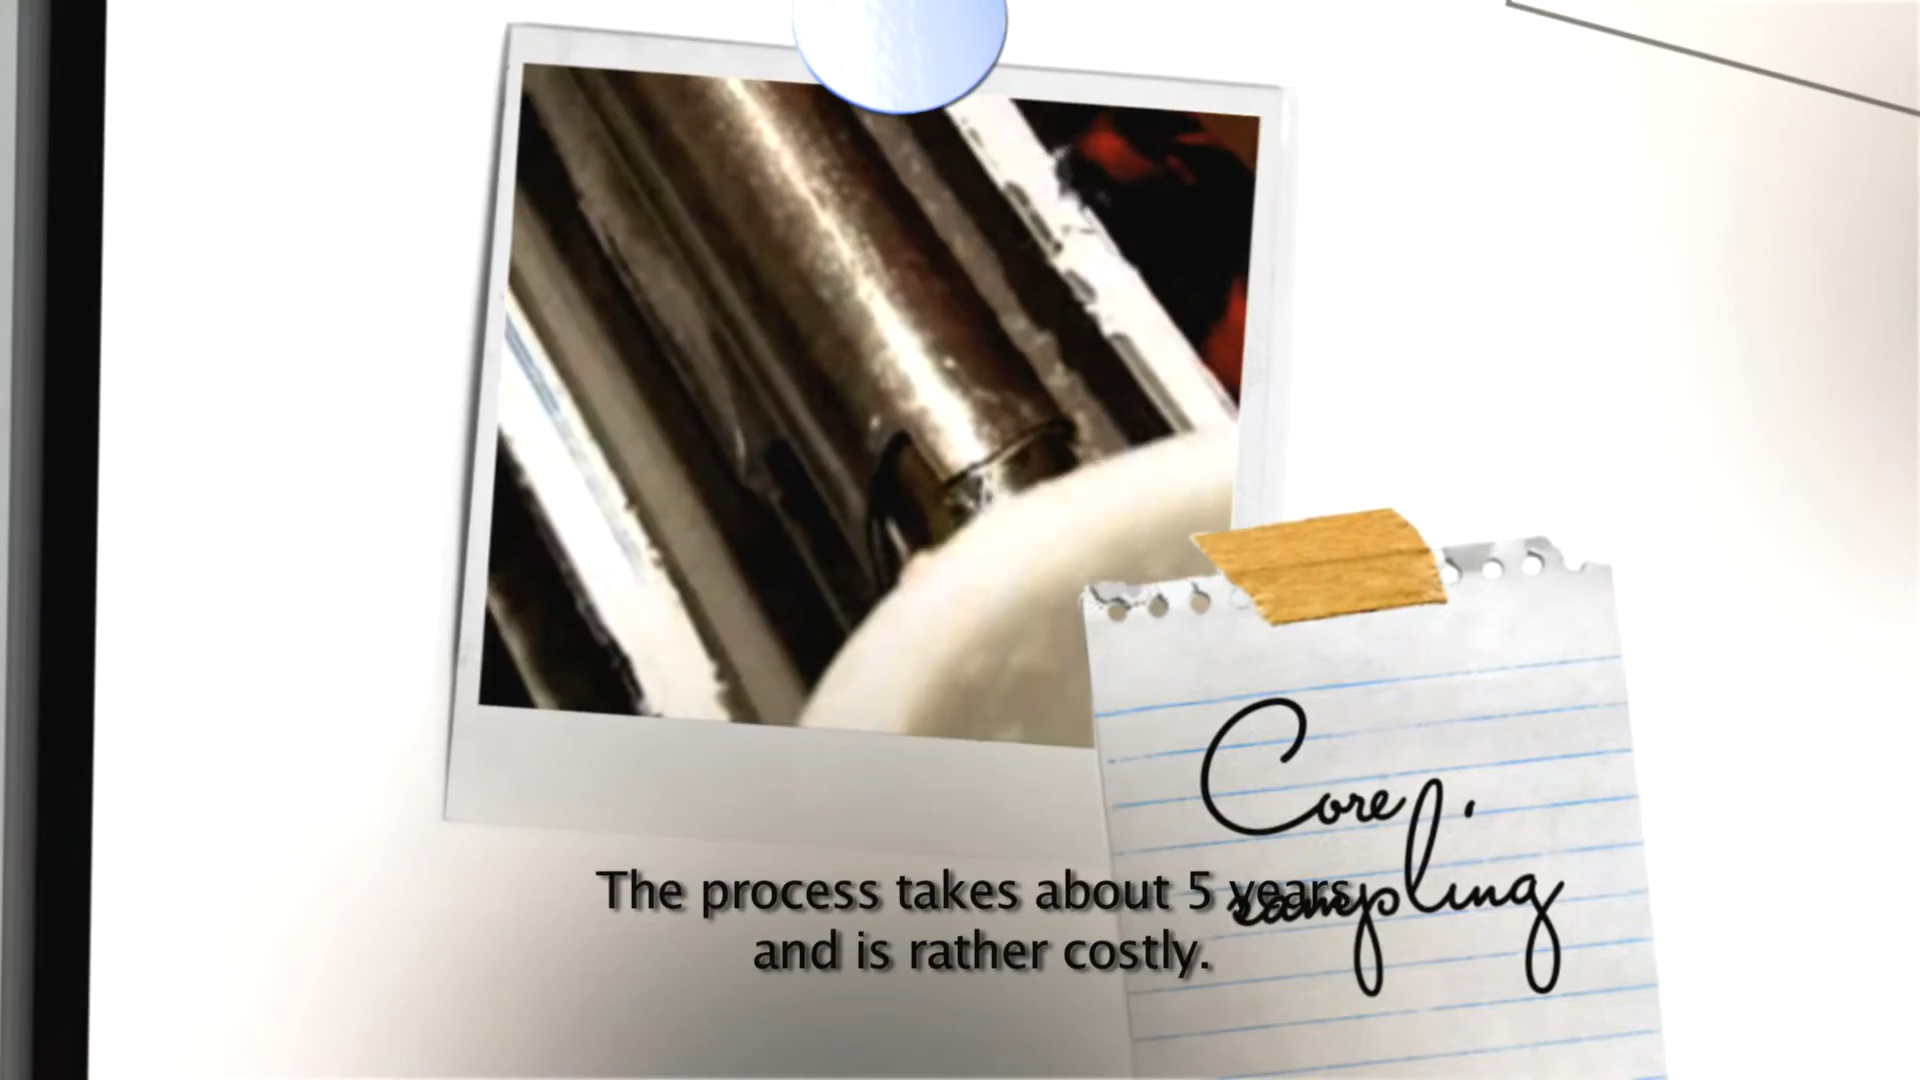 Core
sampling
The process takes about 5 years
and is rather costly.